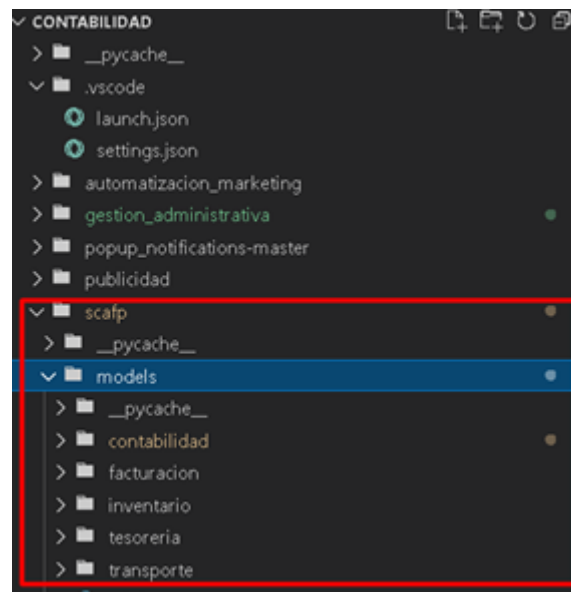 CONTABILIDAD
__pycache__
.vscode
launch.json
settings.json
automatizacion_marketing
gestion_administrativa
popup_notifications-master
publicidad
scafp
__pycache__
models
__pycache__
contabilidad
facturacion
inventario
tesoreria
transporte